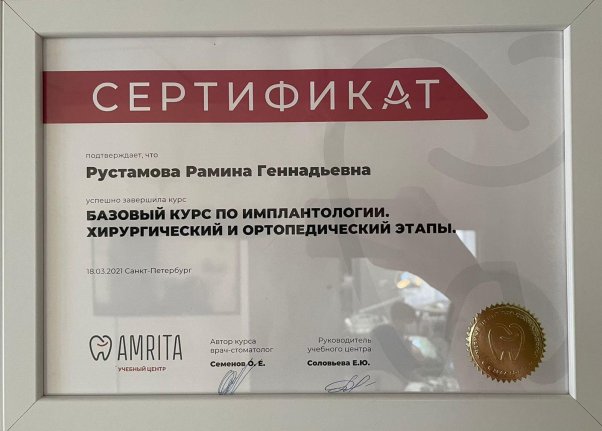 СЕРТИФИКАТ
подтверждает, что
Рустамова Рамина Геннадьевна
успешно завершила курс
БАЗОВЫЙ КУРС ПО ИМПЛАНТОЛОГИИ.
ХИРУРГИЧЕСКИЙ И ОРТОПЕДИЧЕСКИЙ ЭТАПЫ.
18.03.2021 Санкт-Петербург
AMRITA
УЧЕБНЫЙ ЦЕНТР
Автор курса
врач-стоматолог
Семенов О. Е.
Руководитель
учебного центра
Соловьева Е.Ю.